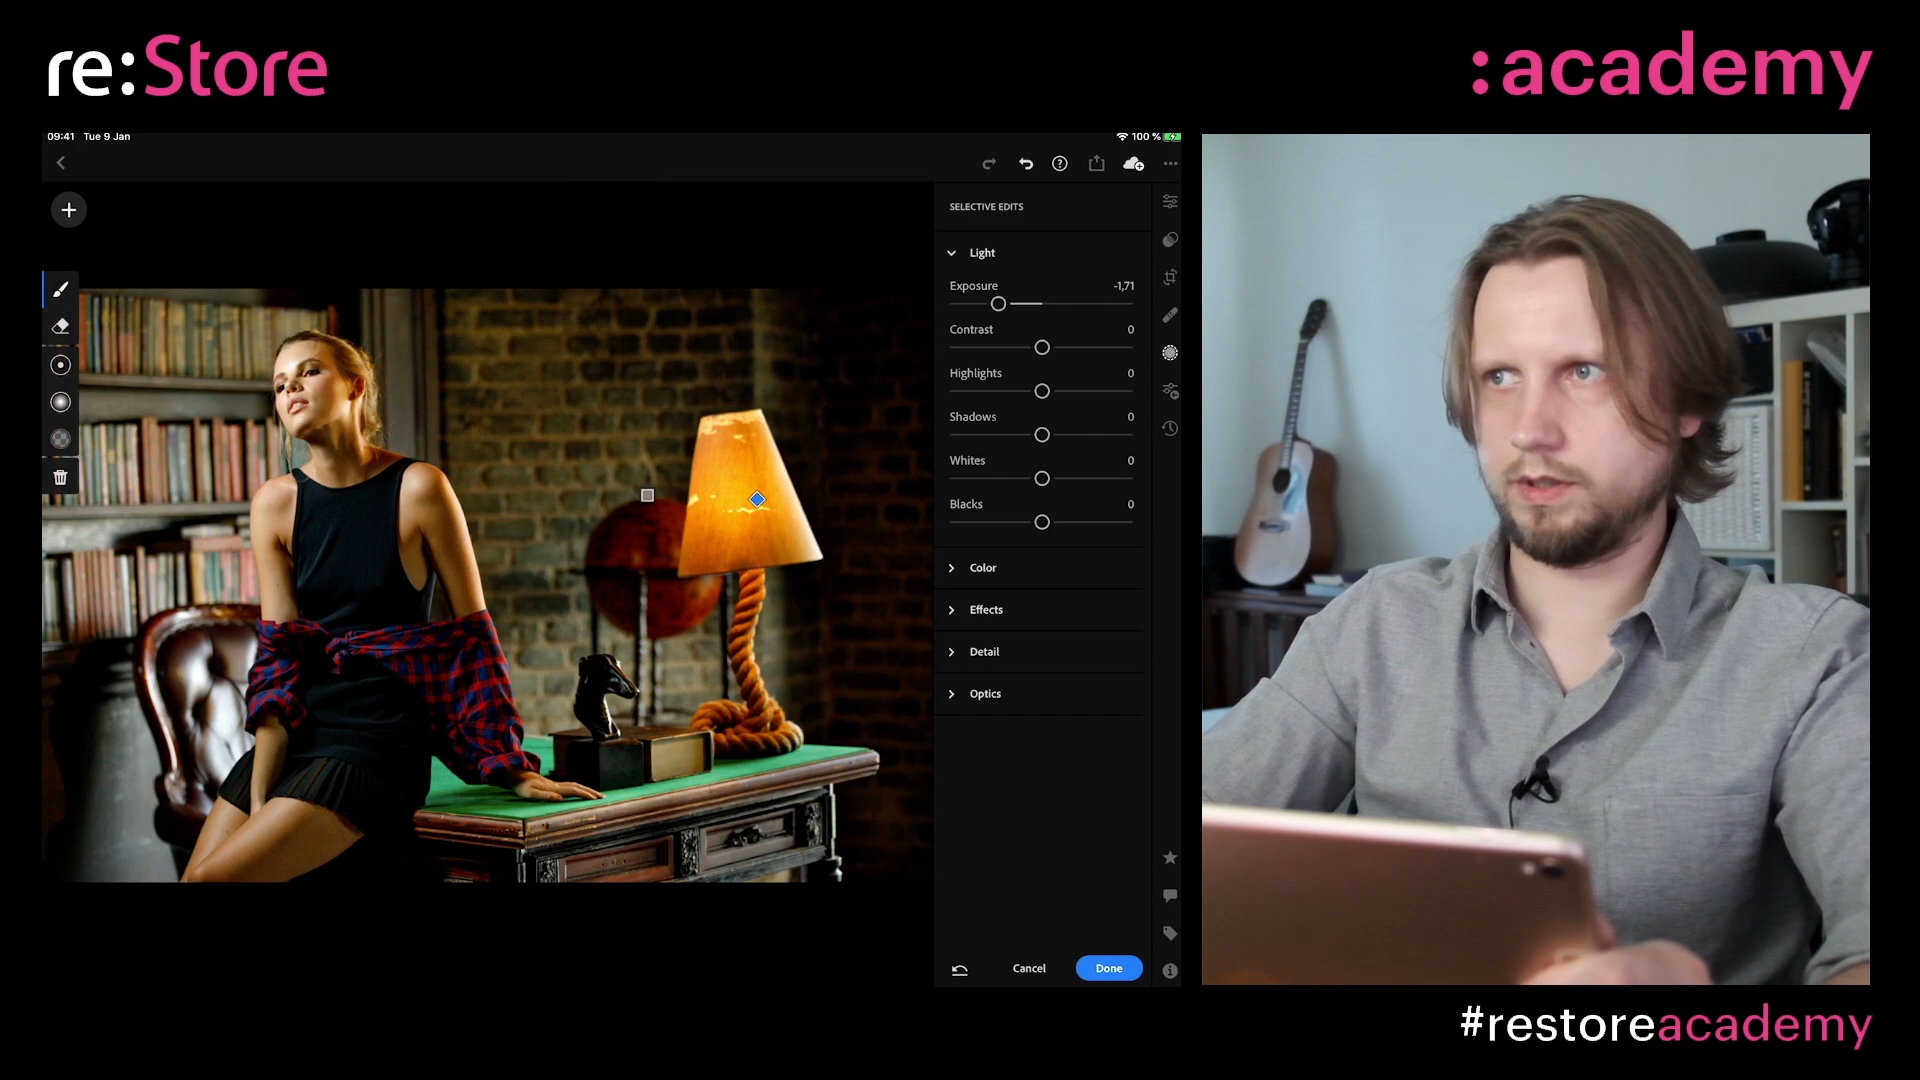 re:Store
:academy
09:41 Tue 9 Jan
100 %
SELECTIVE EDITS
Light
Exposure -1,71
Contrast 0
Highlights 0
Shadows 0
Whites 0
Blacks 0
Color
Effects
Detail
Optics
Cancel Done
#restoreacademy